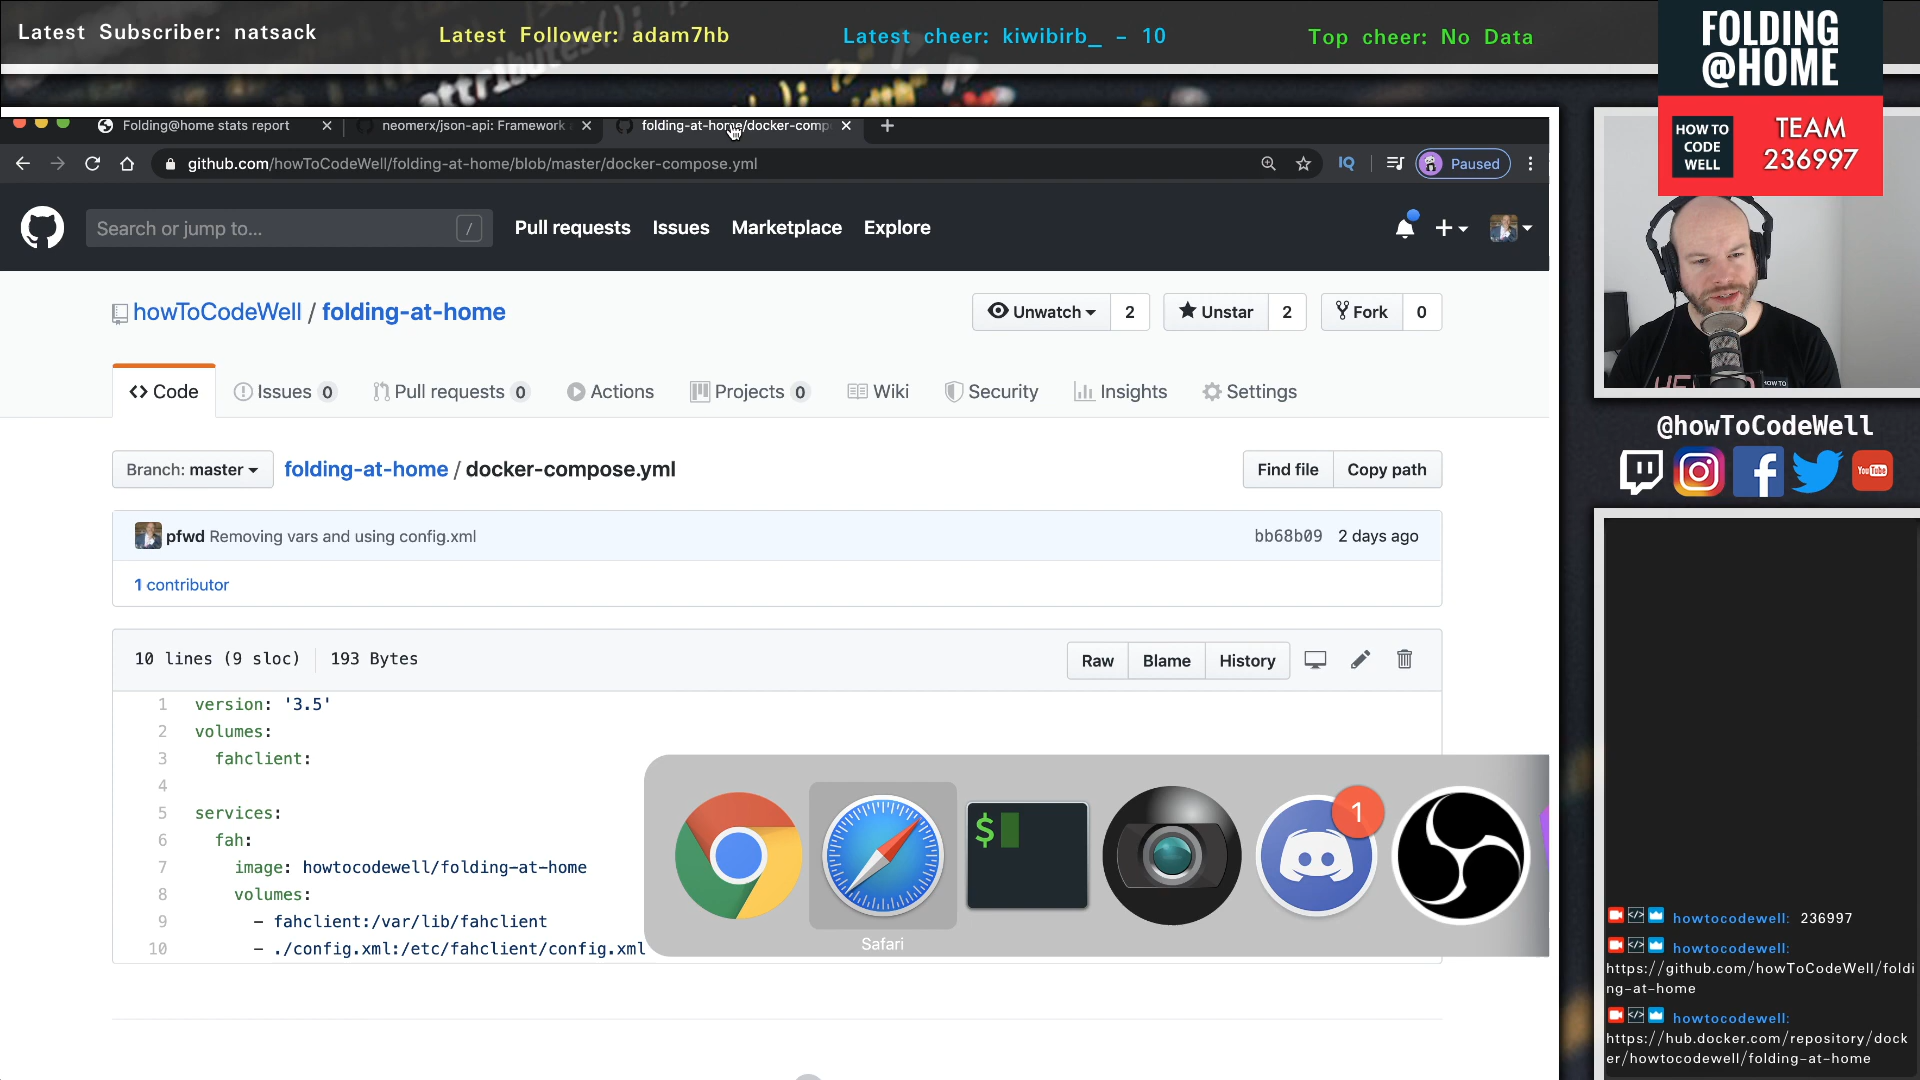 Latest Subscriber: natsack
Latest Follower: adam7hb
Latest cheer: kiwibirb_ - 10
Top cheer: No Data
FOLDING
@HOME
HOW TO
CODE
WELL
TEAM
236997
Folding@home stats report
neomerx/json-api: Framework
folding-at-home/docker-comp
github.com/howToCodeWell/folding-at-home/blob/master/docker-compose.yml
IQ
Paused
Search or jump to...
/
Pull requests
Issues
Marketplace
Explore
howToCodeWell / folding-at-home
Unwatch 2
Unstar 2
Fork 0
<> Code
Issues 0
Pull requests 0
Actions
Projects 0
Wiki
Security
Insights
Settings
Branch: master
folding-at-home / docker-compose.yml
Find file
Copy path
pfwd Removing vars and using config.xml
bb68b09 2 days ago
1 contributor
10 lines (9 sloc)
193 Bytes
Raw
Blame
History
1 version: '3.5'
2 volumes:
3 fahclient:
4
5 services:
6 fah:
7 image: howtocodewell/folding-at-home
8 volumes:
9 - fahclient:/var/lib/fahclient
10 - ./config.xml:/etc/fahclient/config.xml
$
1
Safari
HOW TO
@howToCodeWell
YouTube
howtocodewell: 236997
howtocodewell:
https://github.com/howToCodeWell/foldi
ng-at-home
howtocodewell:
https://hub.docker.com/repository/dock
er/howtocodewell/folding-at-home